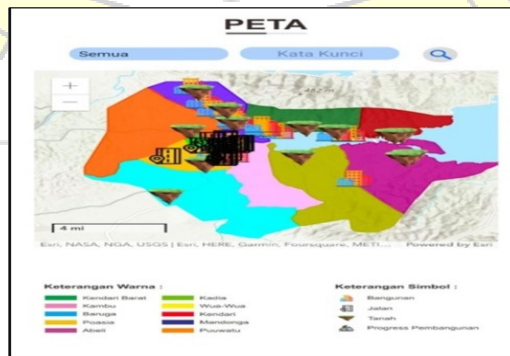 PETA
Semua
Kata Kunci
+
−
482 m
4 mi
Esri, NASA, NGA, USGS | Esri, HERE, Garmin, Foursquare, METI... Powered by Esri
Keterangan Warna :
Kendari Barat
Kambu
Baruga
Poasia
Abeli
Kadia
Wua-Wua
Kendari
Mandonga
Puuwatu
Keterangan Simbol :
Bangunan
Jalan
Tanah
Progress Pembangunan